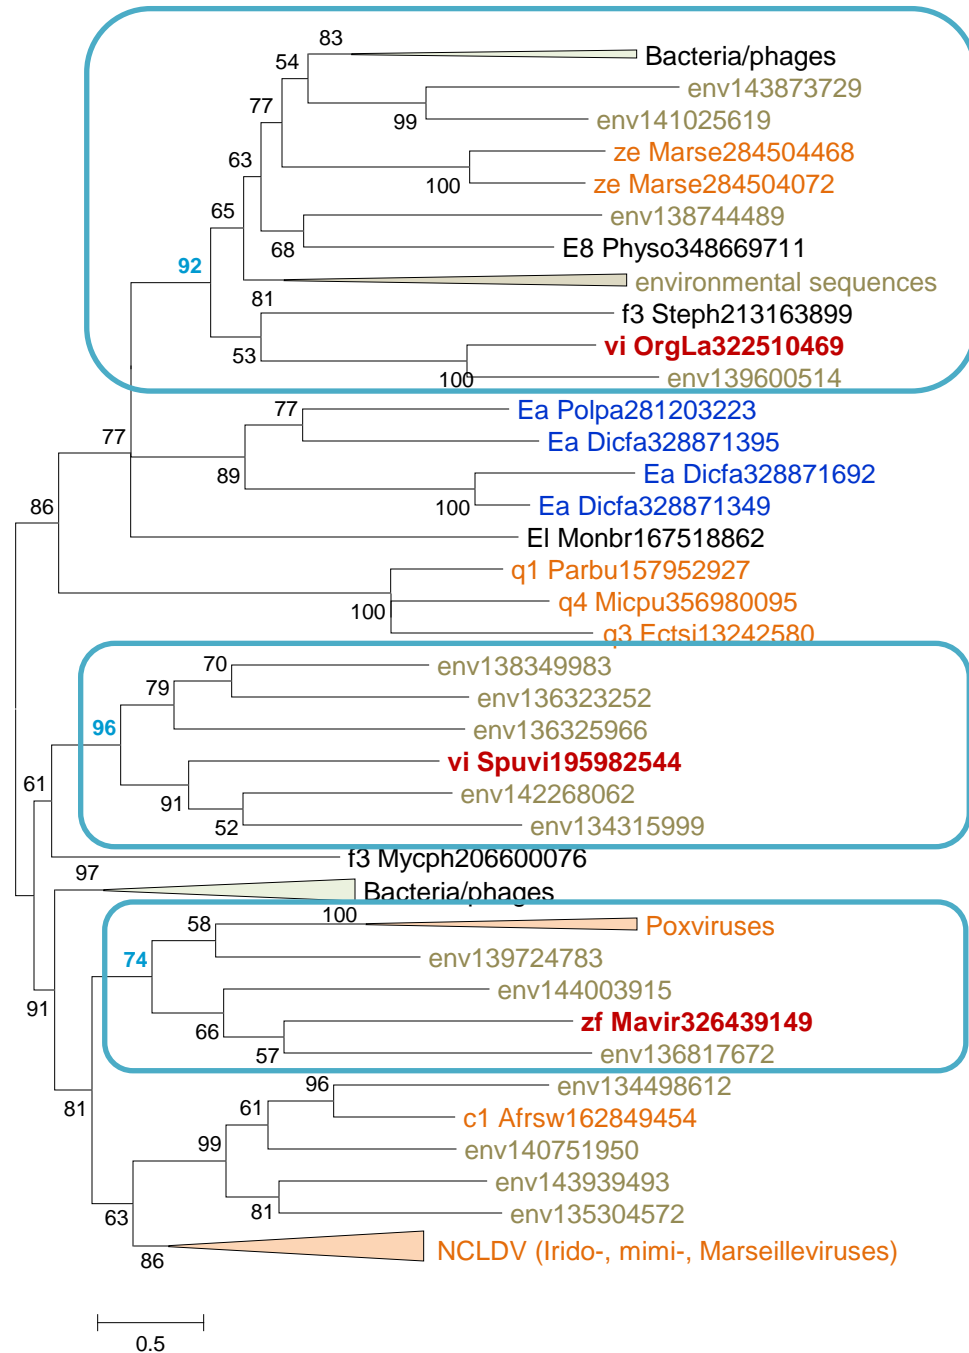 83
Bacteria/phages
54
env143873729
77
99
env141025619
ze Marse284504468
63
100
ze Marse284504072
65
env138744489
68
E8 Physo348669711
92
environmental sequences
81
f3 Steph213163899
53
vi OrgLa322510469
100
env139600514
77
Ea Polpa281203223
77
Ea Dicfa328871395
89
Ea Dicfa328871692
86
100
Ea Dicfa328871349
El Monbr167518862
q1 Parbu157952927
100
q4 Micpu356980095
q3 Ectsi13242580
70
env138349983
79
env136323252
96
env136325966
vi Spuvi195982544
61
91
env142268062
52
env134315999
f3 Mycph206600076
97
Bacteria/phages
58
100
Poxviruses
74
env139724783
91
env144003915
66
zf Mavir326439149
57
env136817672
96
env134498612
81
61
c1 Afrsw162849454
99
env140751950
env143939493
63
81
env135304572
86
NCLDV (Irido-, mimi-, Marseilleviruses)
0.5